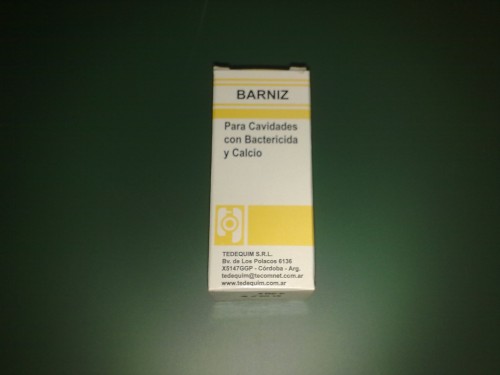 BARNIZ
Para Cavidades
con Bactericida
y Calcio
TEDEQUIM S.R.L.
Bv. de Los Polacos 6136
X5147GGP - Córdoba - Arg.
tedequim@tecomnet.com.ar
www.tedequim.com.ar